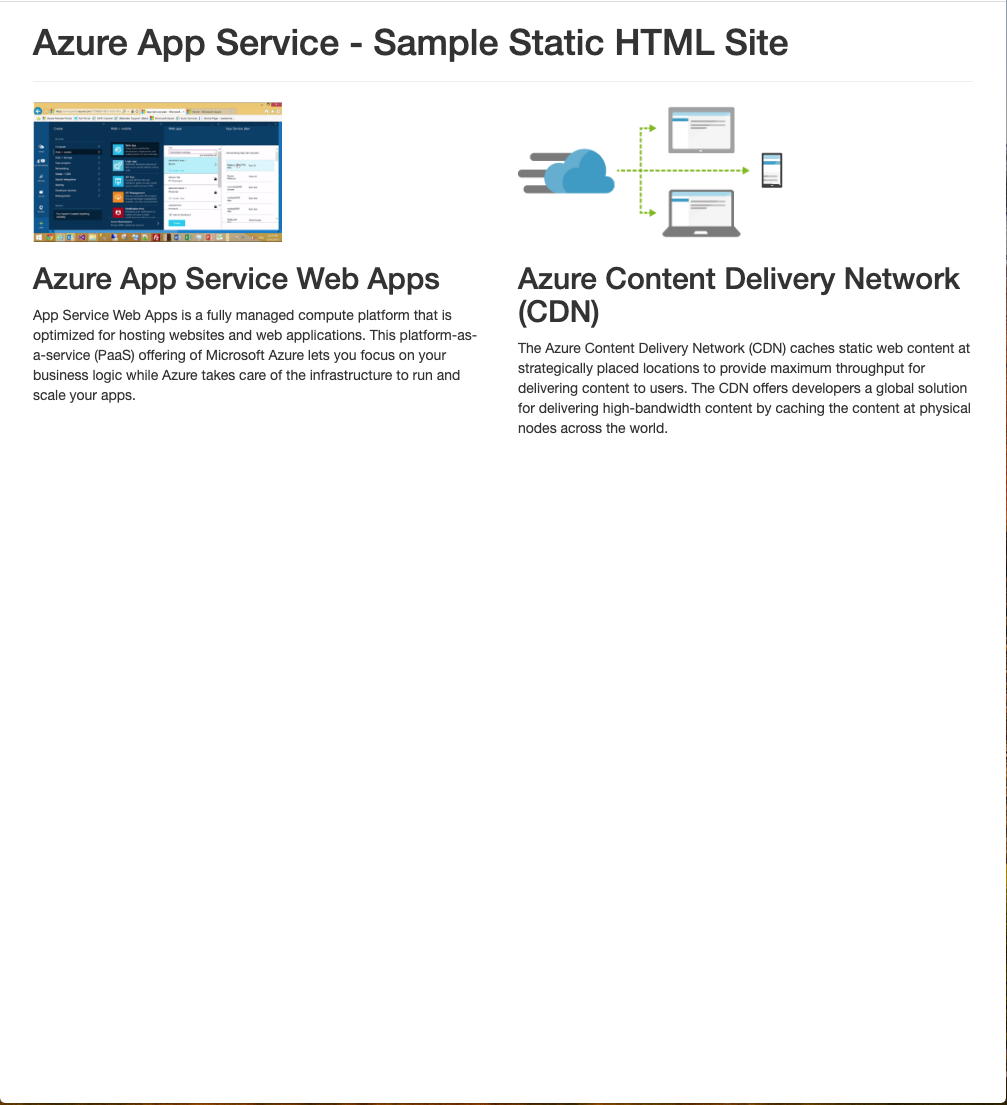 Azure App Service - Sample Static HTML Site
Azure App Service Web Apps
App Service Web Apps is a fully managed compute platform that is
optimized for hosting websites and web applications. This platform-as-
a-service (PaaS) offering of Microsoft Azure lets you focus on your
business logic while Azure takes care of the infrastructure to run and
scale your apps.
Azure Content Delivery Network
(CDN)
The Azure Content Delivery Network (CDN) caches static web content at
strategically placed locations to provide maximum throughput for
delivering content to users. The CDN offers developers a global solution
for delivering high-bandwidth content by caching the content at physical
nodes across the world.